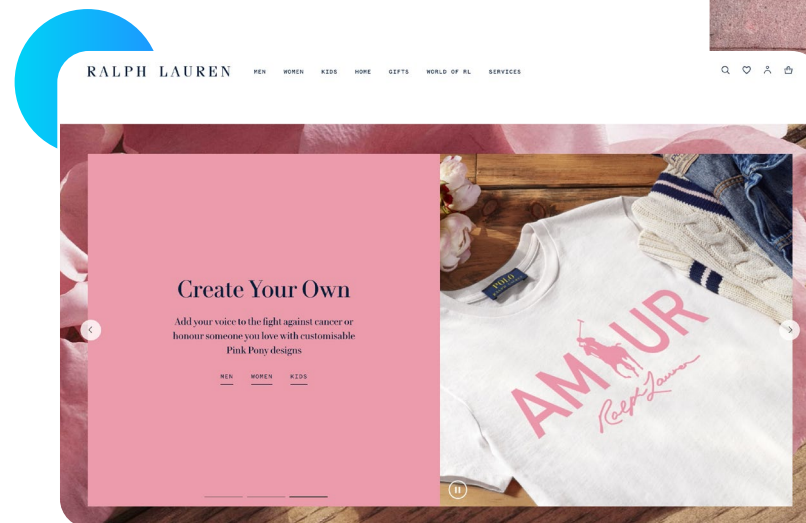 RALPH LAUREN MEN WOMEN KIDS HOME GIFTS WORLD OF RL SERVICES
Create Your Own
Add your voice to the fight against cancer or
honour someone you love with customisable
Pink Pony designs
MEN WOMEN KIDS
POLO
AMOUR
Ralph Lauren